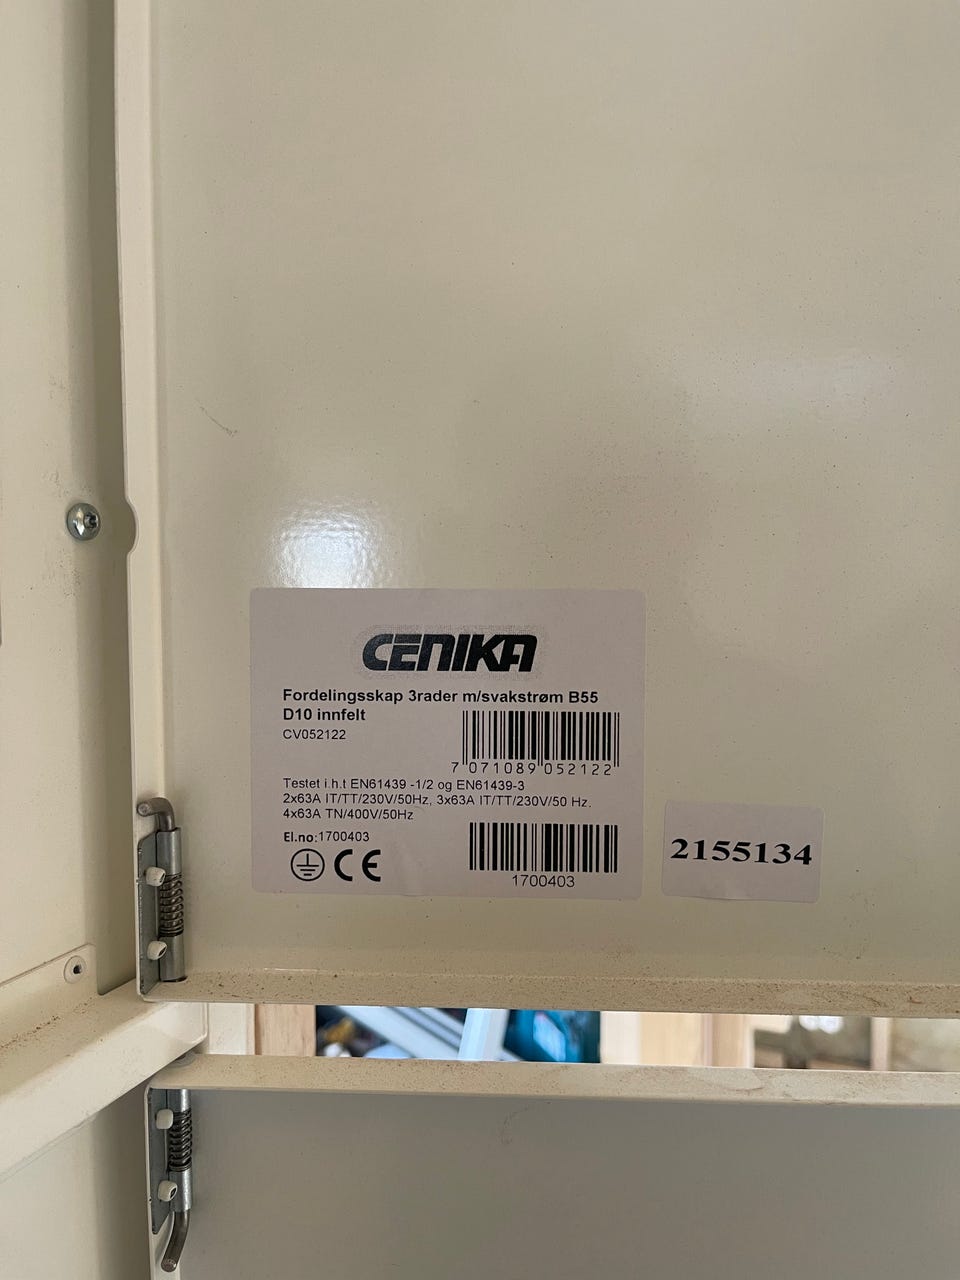 CENIKA
Fordelingsskap 3rader m/svakstrøm B55
D10 innfelt
CV052122
7 071089 052122
Testet i.h.t EN61439 -1/2 og EN61439-3
2x63A IT/TT/230V/50Hz, 3x63A IT/TT/230V/50 Hz.
4x63A TN/400V/50Hz
El.no:1700403
CE
1700403
2155134